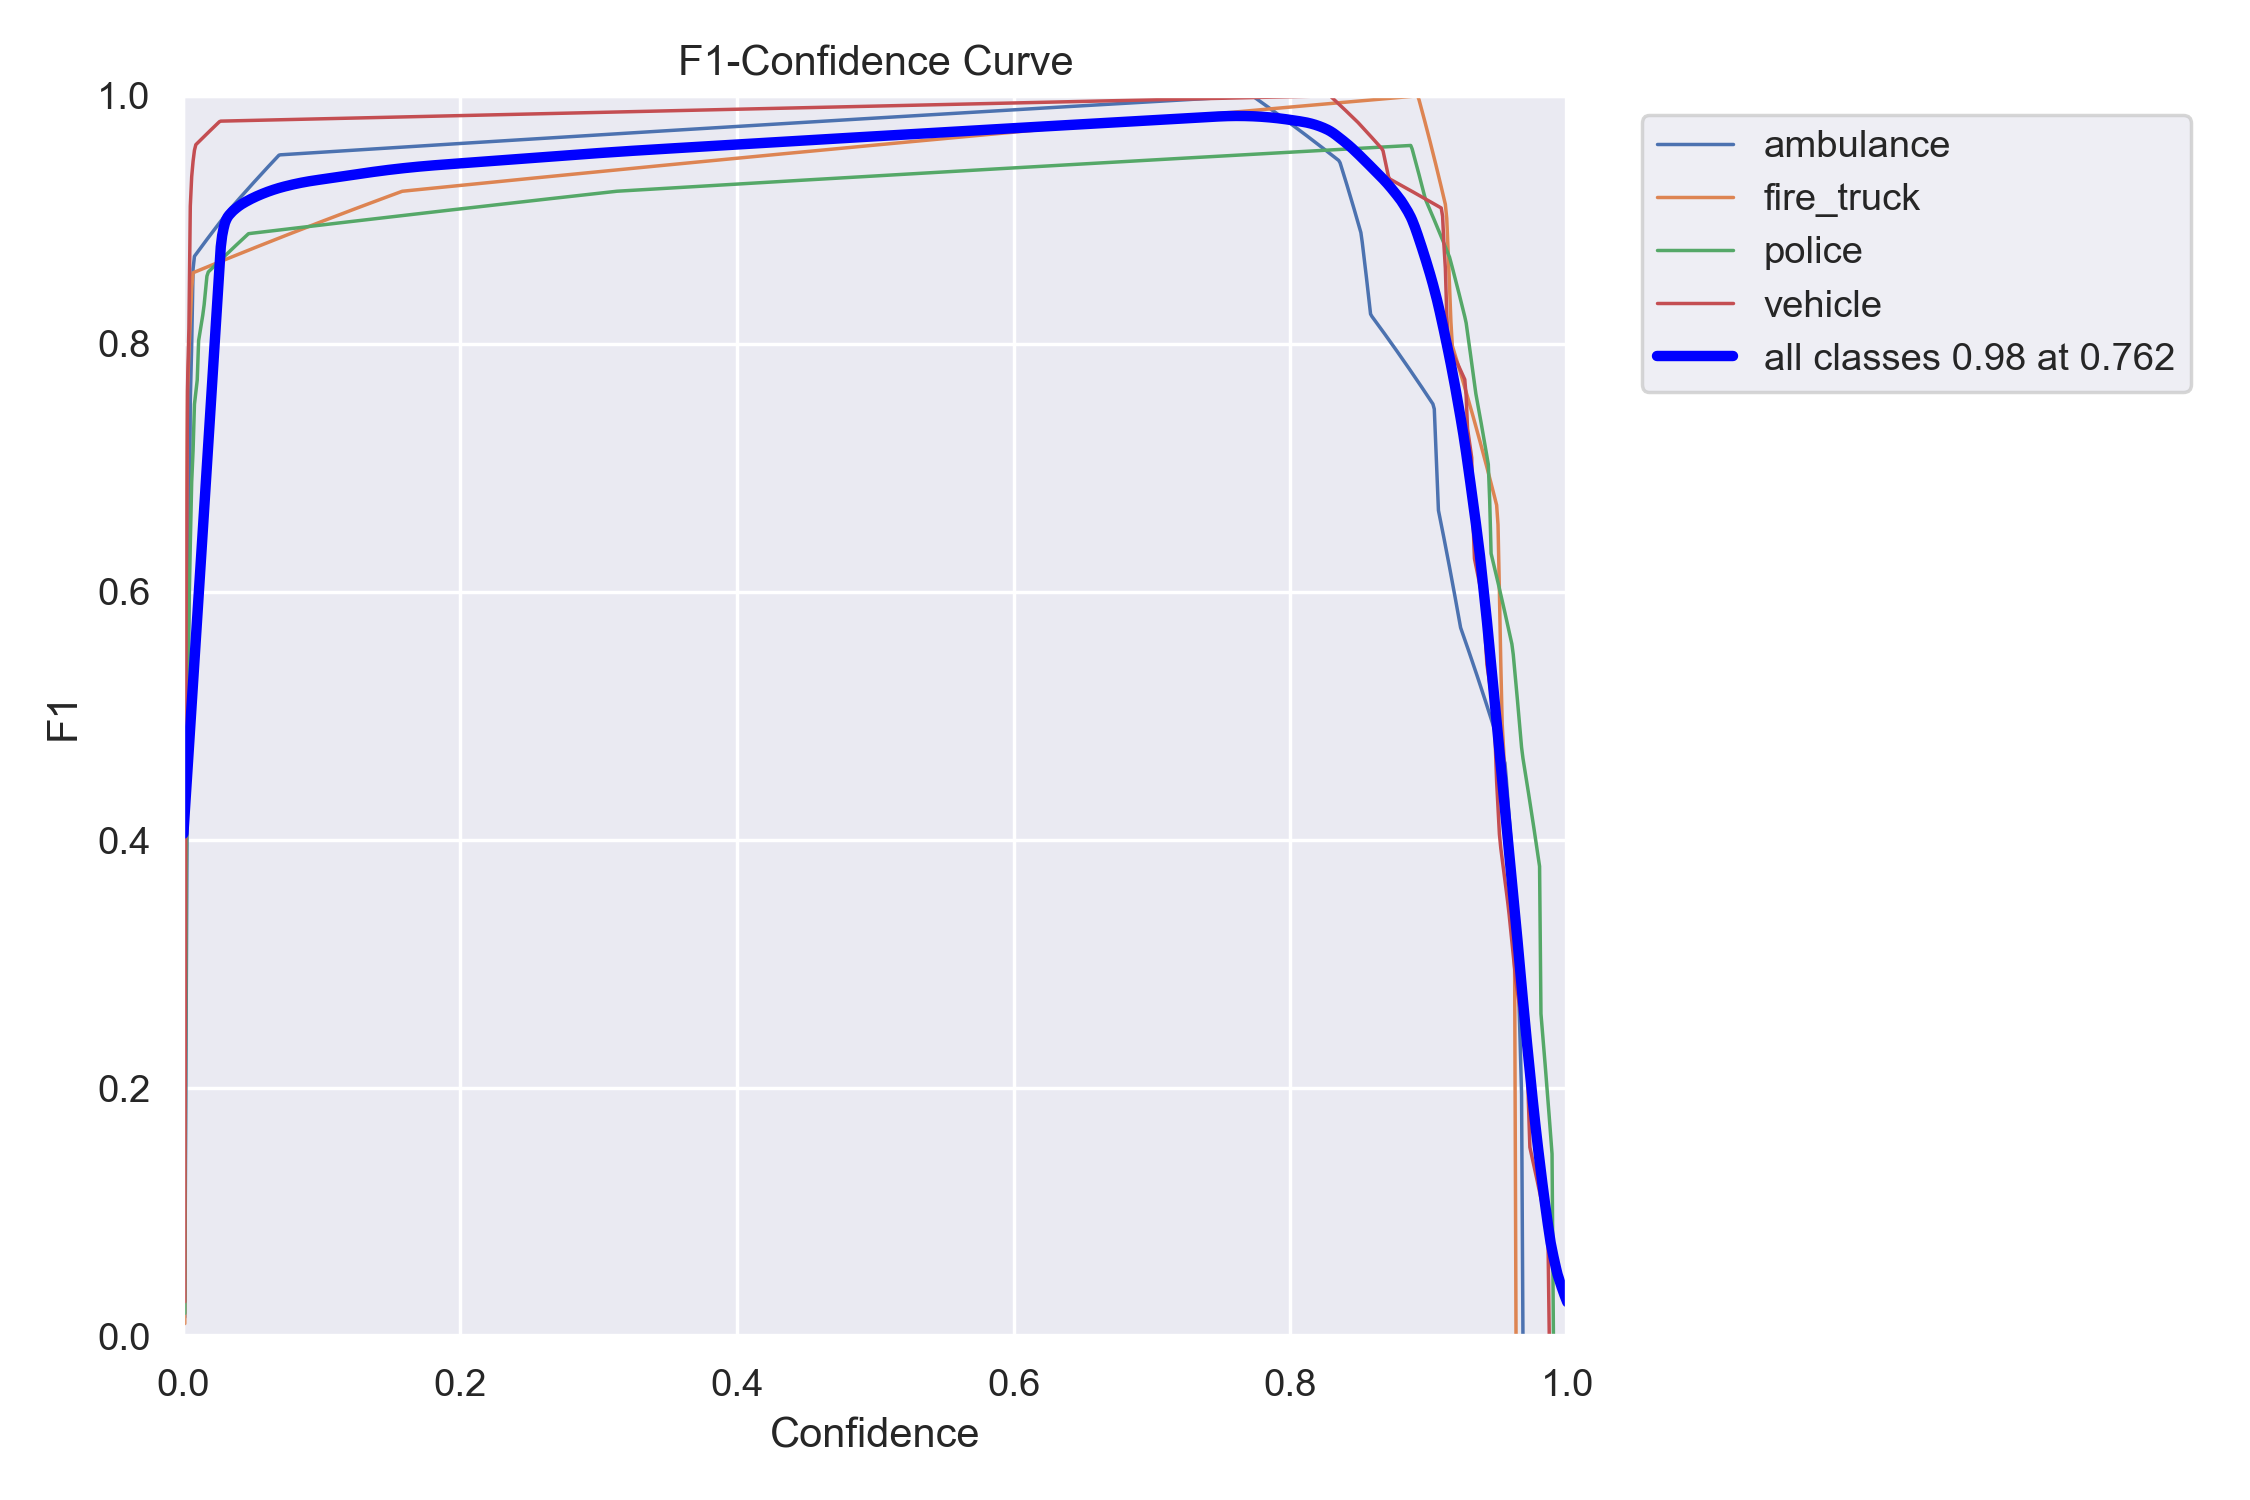 F1-Confidence Curve
1.0
0.8
0.6
0.4
0.2
0.0
F1
0.0 0.2 0.4 0.6 0.8 1.0
Confidence
ambulance
fire_truck
police
vehicle
all classes 0.98 at 0.762